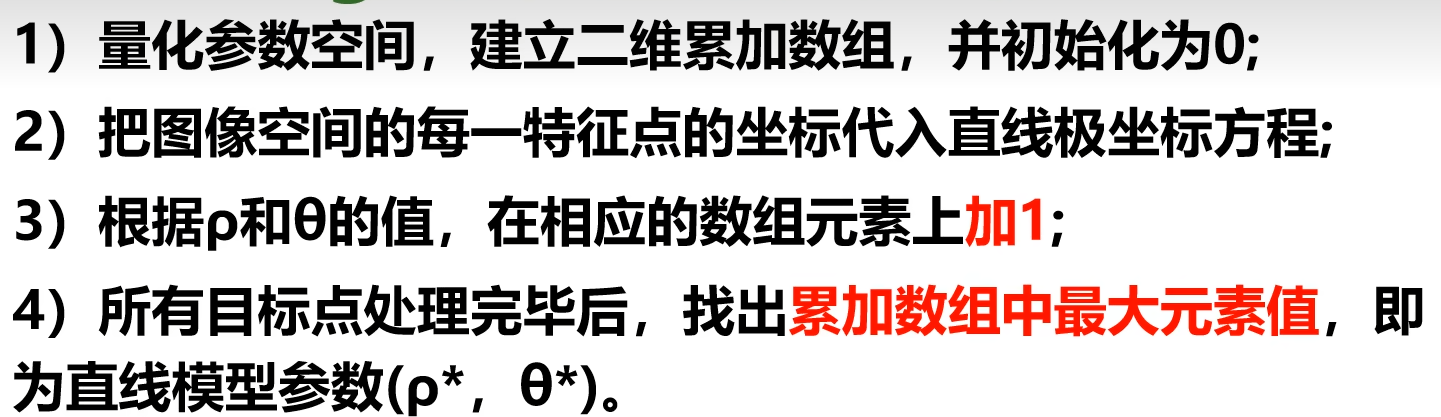 1）量化参数空间，建立二维累加数组，并初始化为0;
2）把图像空间的每一特征点的坐标代入直线极坐标方程;
3）根据ρ和θ的值，在相应的数组元素上加1;
4）所有目标点处理完毕后，找出累加数组中最大元素值，即
为直线模型参数(ρ*，θ*)。